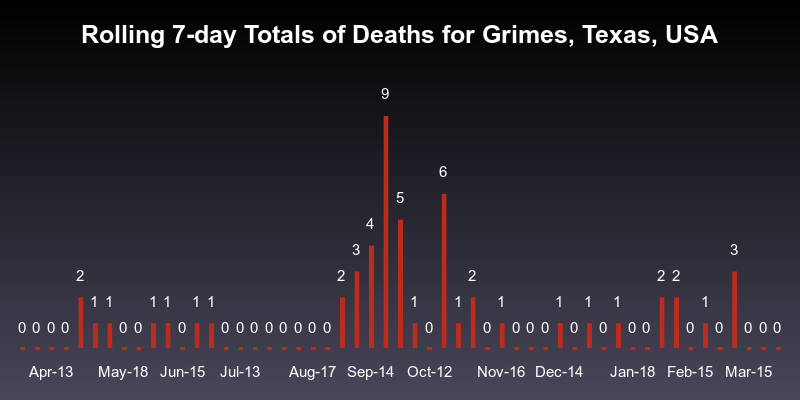 Rolling 7-day Totals of Deaths for Grimes, Texas, USA
9
6
5
4
3 3
2 2 2 2 2
1 1 1 1 1 1 1 1 1 1 1 1 1
0 0 0 0 0 0 0 0 0 0 0 0 0 0 0 0 0 0 0 0 0 0 0 0 0 0 0 0 0
Apr-13 May-18 Jun-15 Jul-13 Aug-17 Sep-14 Oct-12 Nov-16 Dec-14 Jan-18 Feb-15 Mar-15